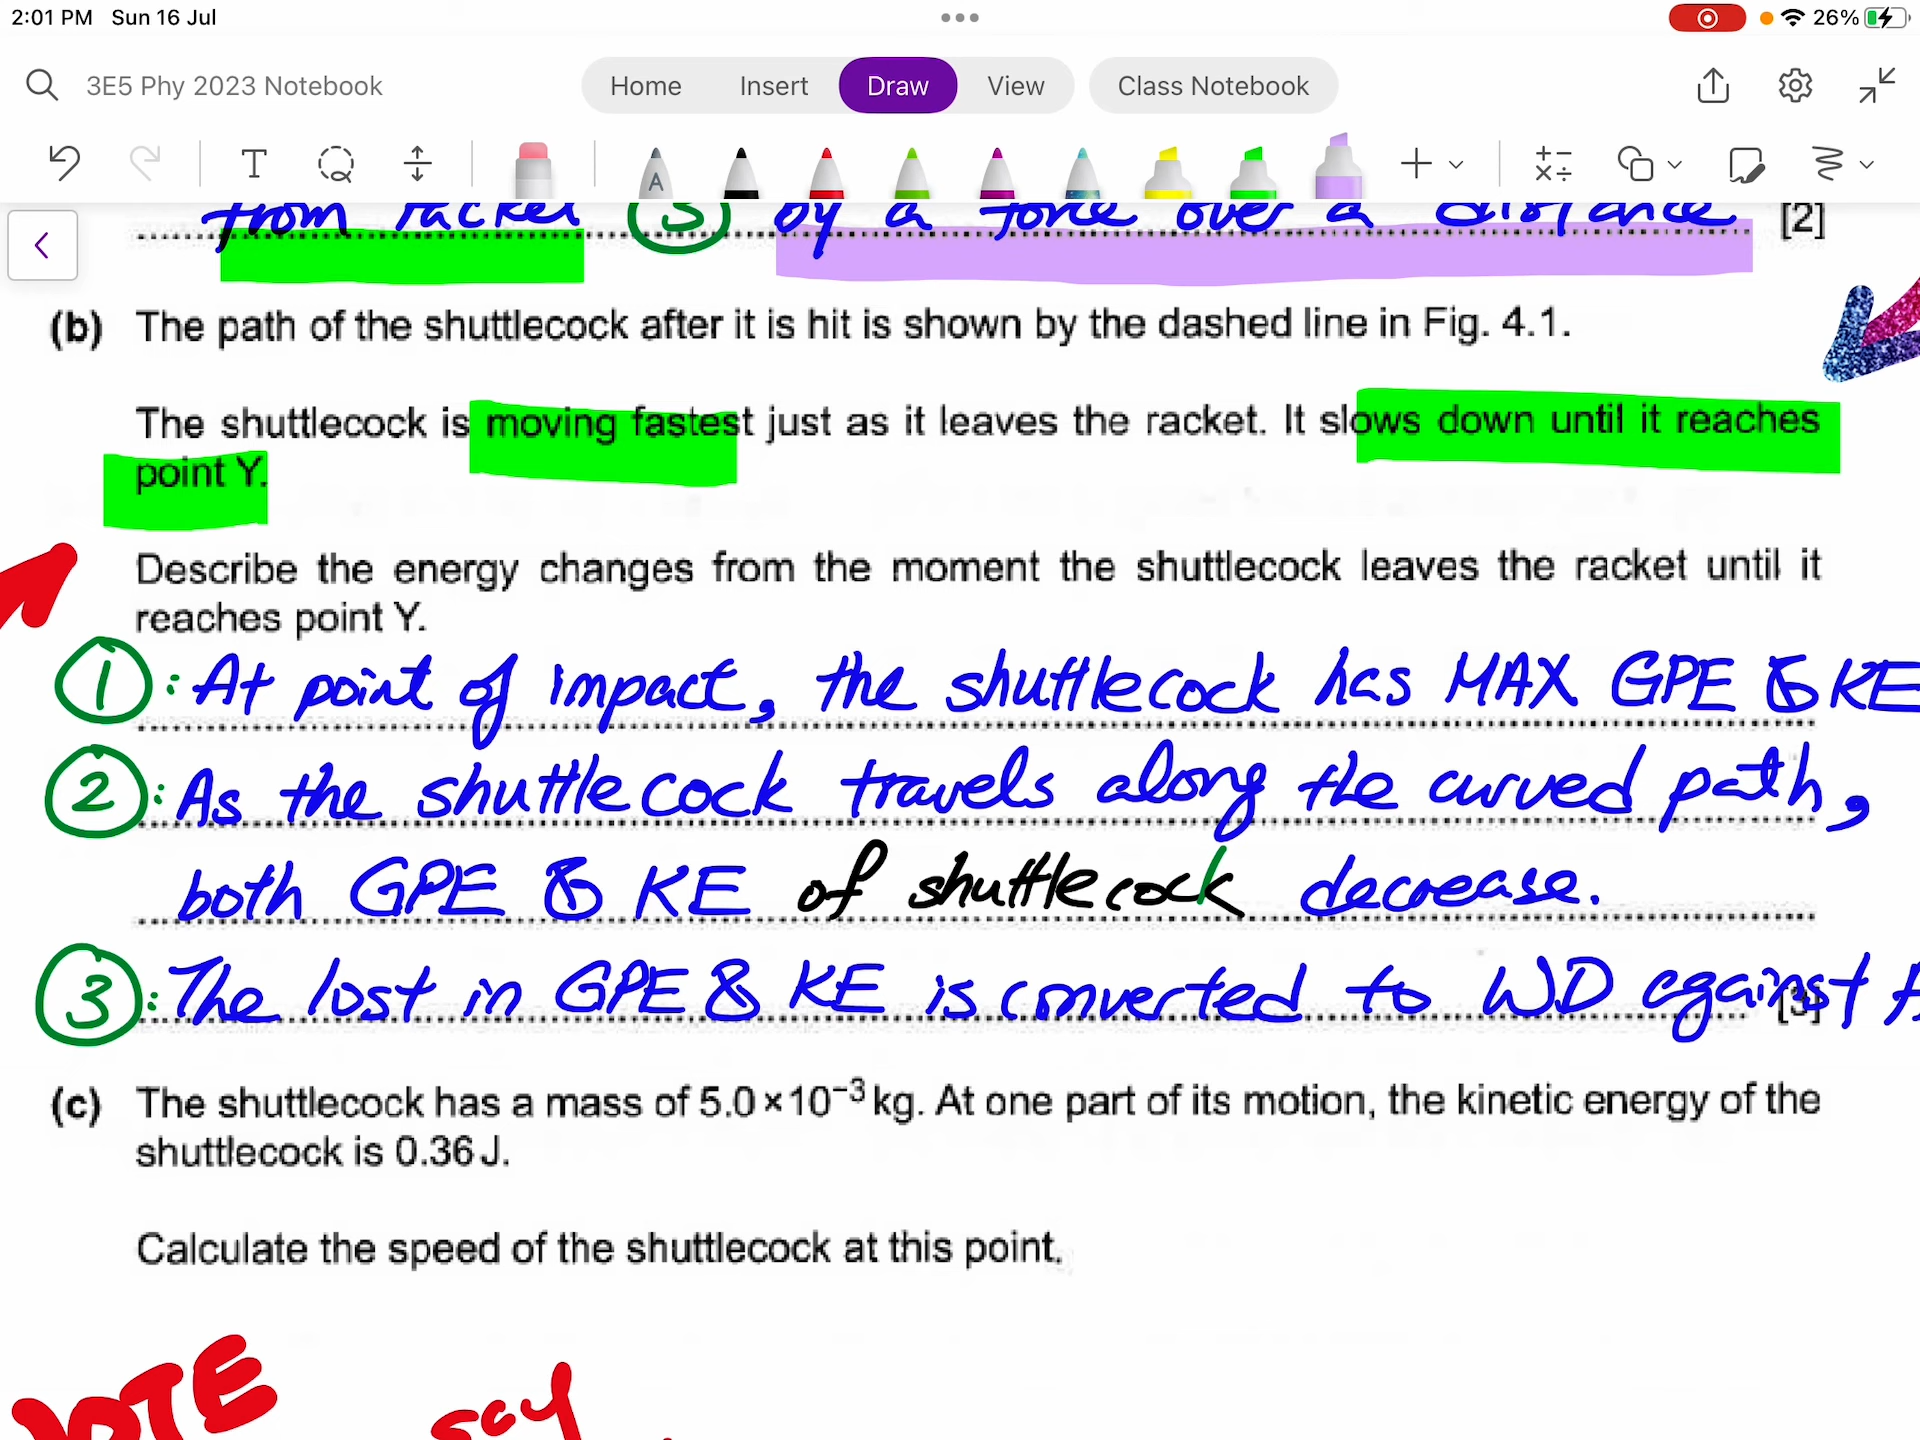 2:01 PM Sun 16 Jul
26%
3E5 Phy 2023 Notebook
Home Insert Draw View Class Notebook
T
A
from racket (3) by a force over a distance [2]
(b) The path of the shuttlecock after it is hit is shown by the dashed line in Fig. 4.1.
The shuttlecock is moving fastest just as it leaves the racket. It slows down until it reaches
point Y.
Describe the energy changes from the moment the shuttlecock leaves the racket until it
reaches point Y.
1: At point of impact, the shuttlecock has MAX GPE & KE
2: As the shuttlecock travels along the curved path,
both GPE & KE of shuttlecock decrease.
3: The lost in GPE & KE is converted to WD against
[3]
(c) The shuttlecock has a mass of 5.0 × 10⁻³ kg. At one part of its motion, the kinetic energy of the
shuttlecock is 0.36 J.
Calculate the speed of the shuttlecock at this point.
NOTE say